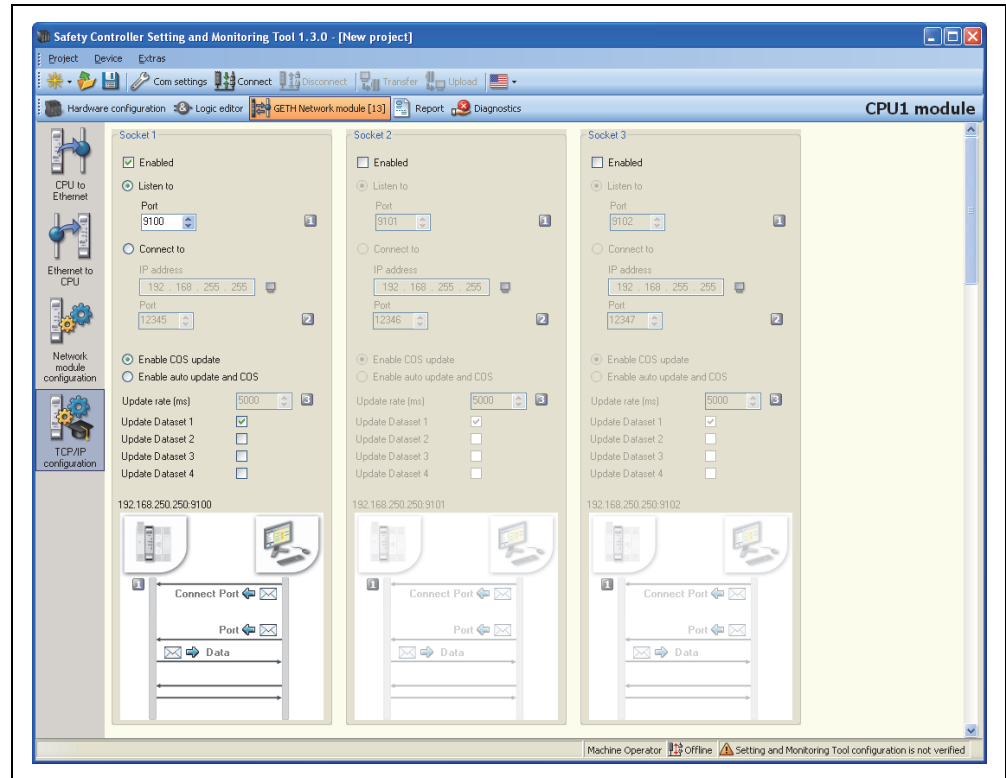 Safety Controller Setting and Monitoring Tool 1.3.0 - [New project]
Project Device Extras
Com settings Connect Disconnect Transfer Upload
Hardware configuration Logic editor GETH Network module [13] Report Diagnostics CPU1 module
CPU to
Ethernet
Ethernet to
CPU
Network
module
configuration
TCP/IP
configuration
Socket 1
Enabled
Listen to
Port
9100
1
Connect to
IP address
192 . 168 . 255 . 255
Port
12345
2
Enable COS update
Enable auto update and COS
Update rate (ms) 5000 3
Update Dataset 1
Update Dataset 2
Update Dataset 3
Update Dataset 4
192.168.250.250:9100
1
Connect Port
Port
Data
Socket 2
Enabled
Listen to
Port
9101
1
Connect to
IP address
192 . 168 . 255 . 255
Port
12346
2
Enable COS update
Enable auto update and COS
Update rate (ms) 5000 3
Update Dataset 1
Update Dataset 2
Update Dataset 3
Update Dataset 4
192.168.250.250:9101
1
Connect Port
Port
Data
Socket 3
Enabled
Listen to
Port
9102
1
Connect to
IP address
192 . 168 . 255 . 255
Port
12347
2
Enable COS update
Enable auto update and COS
Update rate (ms) 5000 3
Update Dataset 1
Update Dataset 2
Update Dataset 3
Update Dataset 4
192.168.250.250:9102
1
Connect Port
Port
Data
Machine Operator Offline Setting and Monitoring Tool configuration is not verified